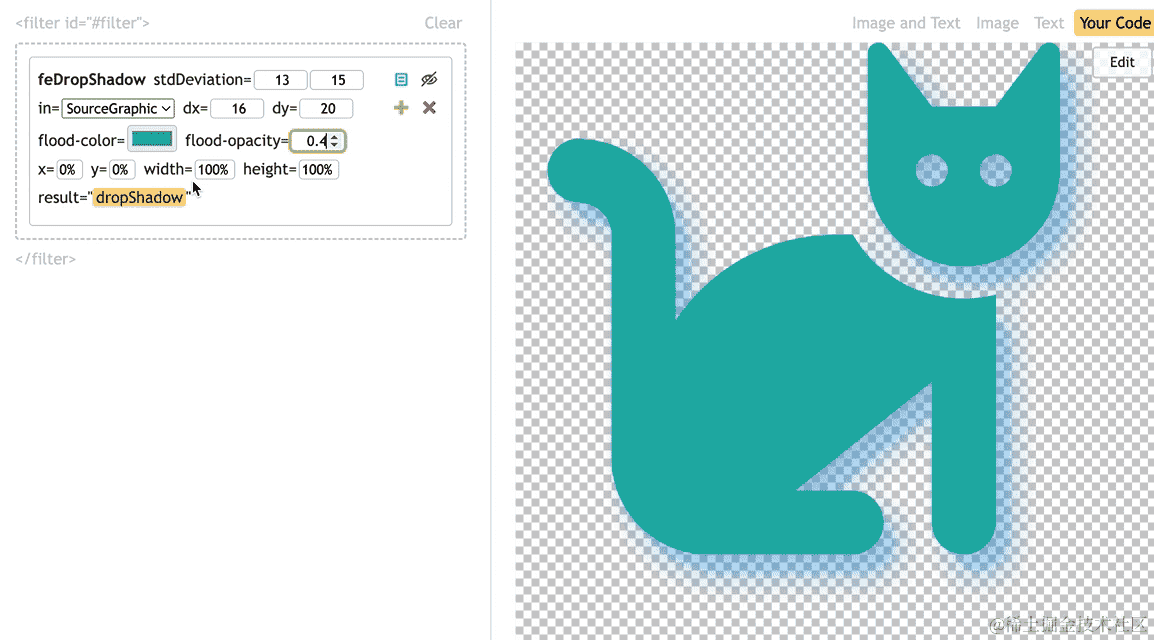 <filter id="#filter">
Clear
feDropShadow stdDeviation= 13 15
in= SourceGraphic dx= 16 dy= 20
flood-color= flood-opacity= 0.4
x= 0% y= 0% width= 100% height= 100%
result="dropShadow"
</filter>
Image and Text Image Text Your Code
Edit
@稀土掘金技术社区